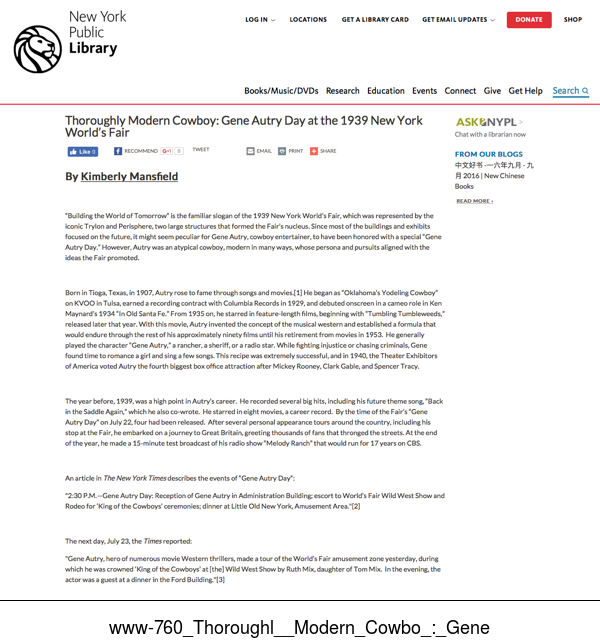 New York
Public
Library
LOG IN
LOCATIONS
GET A LIBRARY CARD
GET EMAIL UPDATES
DONATE
SHOP
Books/Music/DVDs Research Education Events Connect Give Get Help Search
Thoroughly Modern Cowboy: Gene Autry Day at the 1939 New York
World's Fair
Like 0
RECOMMEND
G+1 0
TWEET
EMAIL
PRINT
SHARE
By Kimberly Mansfield
"Building the World of Tomorrow" is the familiar slogan of the 1939 New York World's Fair, which was represented by the
iconic Trylon and Perisphere, two large structures that formed the Fair's nucleus. Since most of the buildings and exhibits
focused on the future, it might seem peculiar for Gene Autry, cowboy entertainer, to have been honored with a special "Gene
Autry Day." However, Autry was an atypical cowboy, modern in many ways, whose persona and pursuits aligned with the
ideas the Fair promoted.
Born in Tioga, Texas, in 1907, Autry rose to fame through songs and movies.[1] He began as "Oklahoma's Yodeling Cowboy"
on KVOO in Tulsa, earned a recording contract with Columbia Records in 1929, and debuted onscreen in a cameo role in Ken
Maynard's 1934 "In Old Santa Fe." From 1935 on, he starred in feature-length films, beginning with "Tumbling Tumbleweeds,"
released later that year. With this movie, Autry invented the concept of the musical western and established a formula that
would endure through the rest of his approximately ninety films until his retirement from movies in 1953. He generally
played the character "Gene Autry," a rancher, a sheriff, or a radio star. While fighting injustice or chasing criminals, Gene
found time to romance a girl and sing a few songs. This recipe was extremely successful, and in 1940, the Theater Exhibitors
of America voted Autry the fourth biggest box office attraction after Mickey Rooney, Clark Gable, and Spencer Tracy.
The year before, 1939, was a high point in Autry's career. He recorded several big hits, including his future theme song, "Back
in the Saddle Again," which he also co-wrote. He starred in eight movies, a career record. By the time of the Fair's "Gene
Autry Day" on July 22, four had been released. After several personal appearance tours around the country, including his
stop at the Fair, he embarked on a journey to Great Britain, greeting thousands of fans that thronged the streets. At the end
of the year, he made a 15-minute test broadcast of his radio show "Melody Ranch" that would run for 17 years on CBS.
An article in The New York Times describes the events of "Gene Autry Day":
"2:30 P.M.—Gene Autry Day: Reception of Gene Autry in Administration Building; escort to World's Fair Wild West Show and
Rodeo for 'King of the Cowboys' ceremonies; dinner at Little Old New York, Amusement Area."[2]
The next day, July 23, the Times reported:
"Gene Autry, hero of numerous movie Western thrillers, made a tour of the World's Fair amusement zone yesterday, during
which he was crowned 'King of the Cowboys' at [the] Wild West Show by Ruth Mix, daughter of Tom Mix. In the evening, the
actor was a guest at a dinner in the Ford Building."[3]
ASK NYPL >
Chat with a librarian now
FROM OUR BLOGS
中文好书 -一六年九月 - 九
月 2016 | New Chinese
Books
READ MORE ›
www-760_Thoroughl__Modern_Cowbo_:_Gene